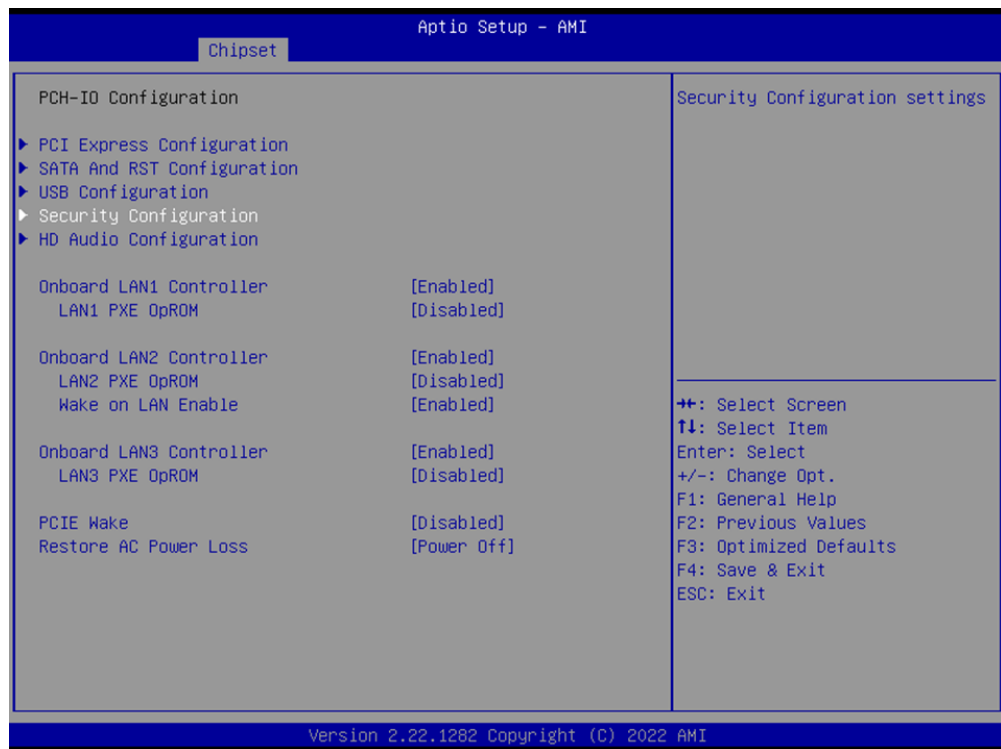 Aptio Setup – AMI
Chipset
PCH-IO Configuration
▶ PCI Express Configuration
▶ SATA And RST Configuration
▶ USB Configuration
▶ Security Configuration
▶ HD Audio Configuration
Onboard LAN1 Controller [Enabled]
LAN1 PXE OpROM [Disabled]
Onboard LAN2 Controller [Enabled]
LAN2 PXE OpROM [Disabled]
Wake on LAN Enable [Enabled]
Onboard LAN3 Controller [Enabled]
LAN3 PXE OpROM [Disabled]
PCIE Wake [Disabled]
Restore AC Power Loss [Power Off]
Security Configuration settings
→←: Select Screen
↑↓: Select Item
Enter: Select
+/-: Change Opt.
F1: General Help
F2: Previous Values
F3: Optimized Defaults
F4: Save & Exit
ESC: Exit
Version 2.22.1282 Copyright (C) 2022 AMI